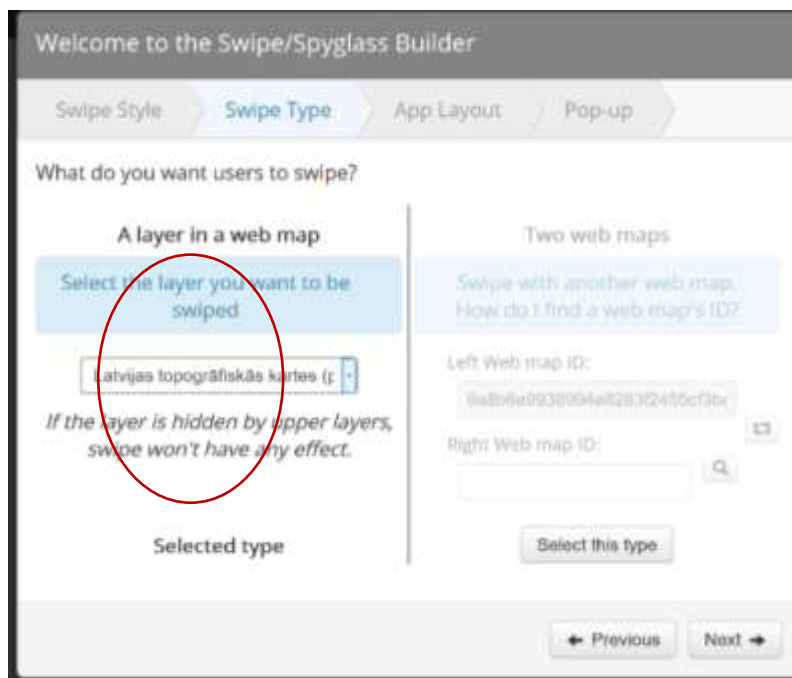 Welcome to the Swipe/Spyglass Builder
Swipe Style Swipe Type App Layout Pop-up
What do you want users to swipe?
A layer in a web map
Select the layer you want to be
swiped
Latvijas topogrāfiskās kartes (p
If the layer is hidden by upper layers,
swipe won't have any effect.
Selected type
Two web maps
Swipe with another web map.
How do I find a web map's ID?
Left Web map ID:
Right Web map ID:
Select this type
Previous Next